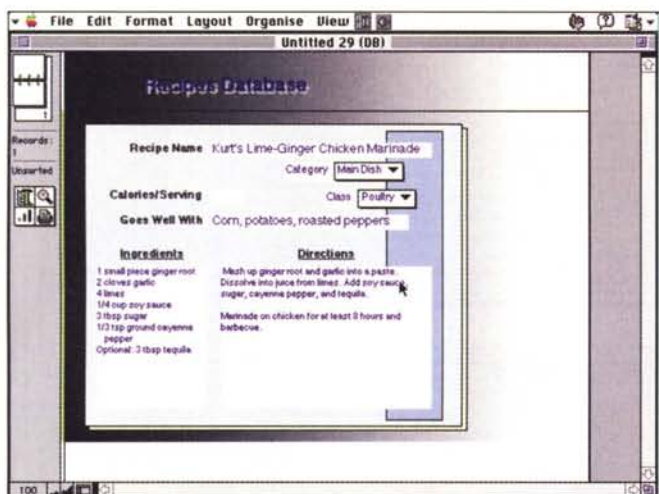 File Edit Format Layout Organise View
Untitled 29 (DB)
Recipes Database
1
Records:
1
Unsorted
Recipe Name Kurt's Lime-Ginger Chicken Marinade
Category Main Dish
Calories/Serving Class Poultry
Goes Well With Corn, potatoes, roasted peppers
Ingredients
1 small piece ginger root
2 cloves garlic
4 limes
1/4 cup soy sauce
3 tbsp sugar
1/3 tsp ground cayenne
pepper
Optional: 3 tbsp tequila.
Directions
Mash up ginger root and garlic into a paste.
Dissolve into juice from limes. Add soy sauce,
sugar, cayenne pepper, and tequila.
Marinade on chicken for at least 8 hours and
barbecue.
100